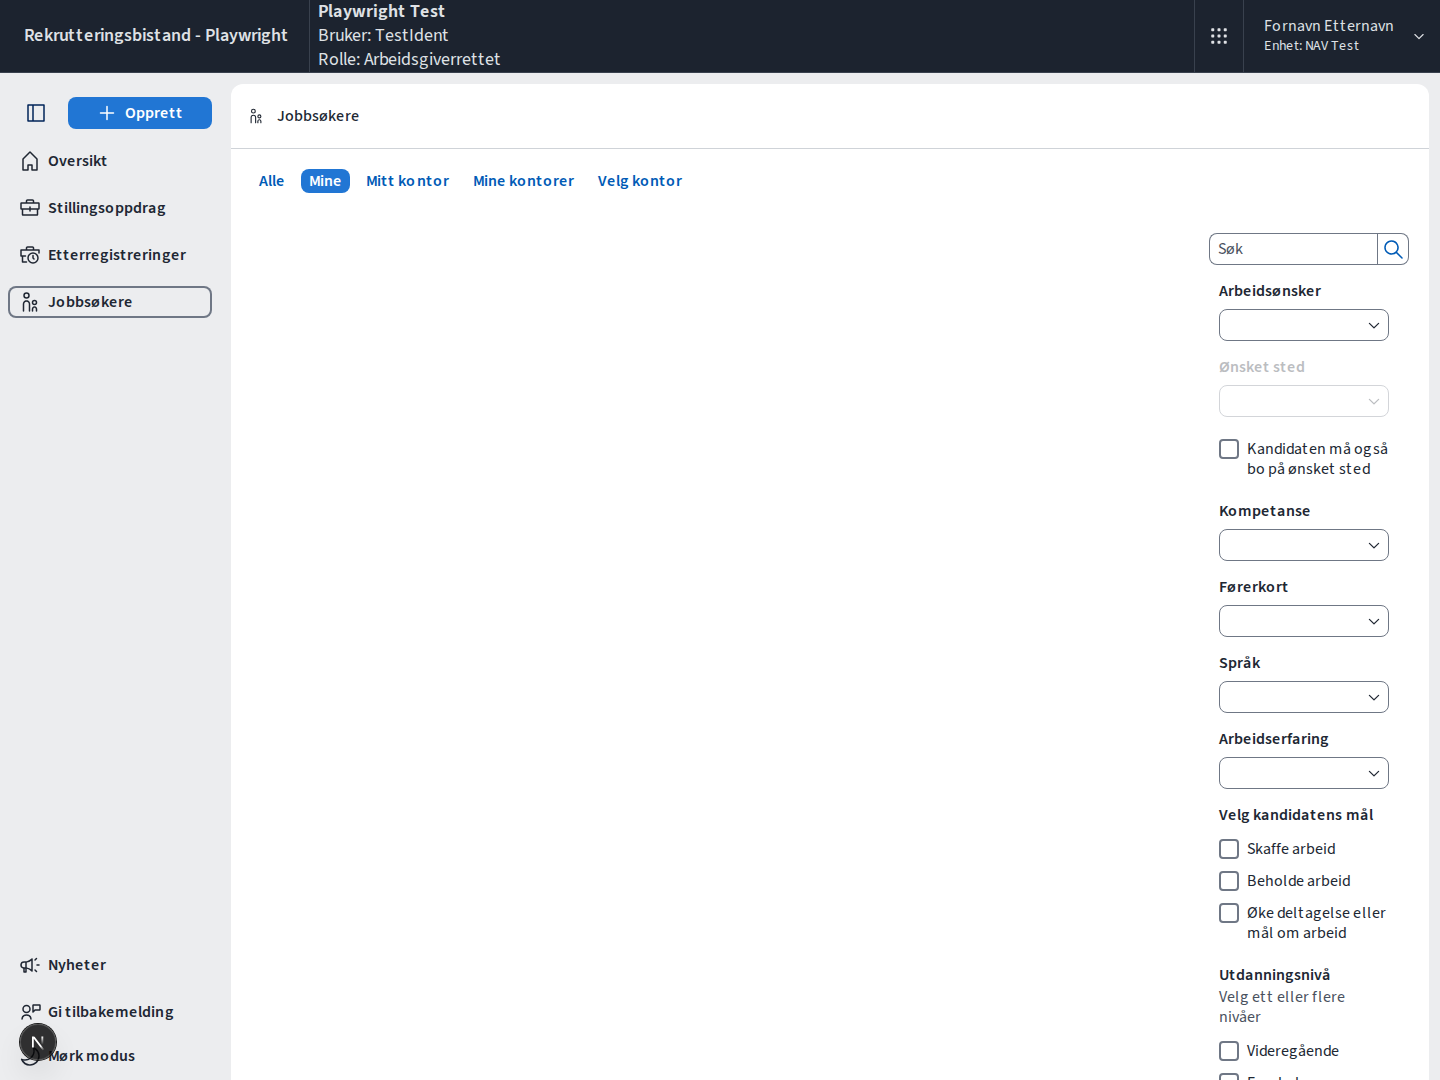 Rekrutteringsbistand - Playwright
Playwright Test
Bruker: TestIdent
Rolle: Arbeidsgiverrettet
Fornavn Etternavn
Enhet: NAV Test
Opprett
Oversikt
Stillingsoppdrag
Etterregistreringer
Jobbsøkere
Nyheter
Gi tilbakemelding
N
Mørk modus
Jobbsøkere
Alle
Mine
Mitt kontor
Mine kontorer
Velg kontor
Søk
Arbeidsønsker
Ønsket sted
Kandidaten må også
bo på ønsket sted
Kompetanse
Førerkort
Språk
Arbeidserfaring
Velg kandidatens mål
Skaffe arbeid
Beholde arbeid
Øke deltagelse eller
mål om arbeid
Utdanningsnivå
Velg ett eller flere
nivåer
Videregående